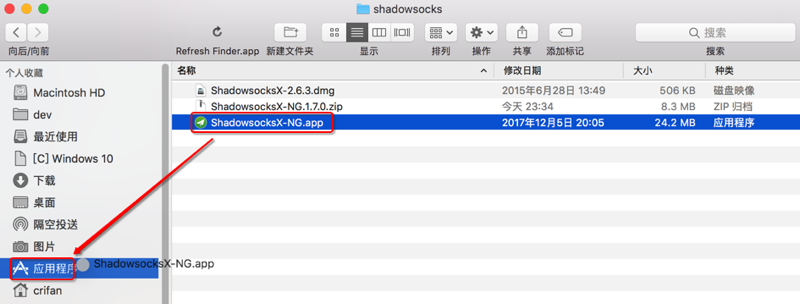 shadowsocks
向后/向前 Refresh Finder.app 新建文件夹 显示 排列 操作 共享 添加标记 搜索 搜索
个人收藏 名称 修改日期 大小 种类
Macintosh HD ShadowsocksX-2.6.3.dmg 2015年6月28日 13:49 506 KB 磁盘映像
dev ShadowsocksX-NG.1.7.0.zip 今天 23:34 8.3 MB ZIP 归档
最近使用 ShadowsocksX-NG.app 2017年12月5日 20:05 24.2 MB 应用程序
[C] Windows 10
下载
桌面
隔空投送
图片
应用程序 ShadowsocksX-NG.app
crifan